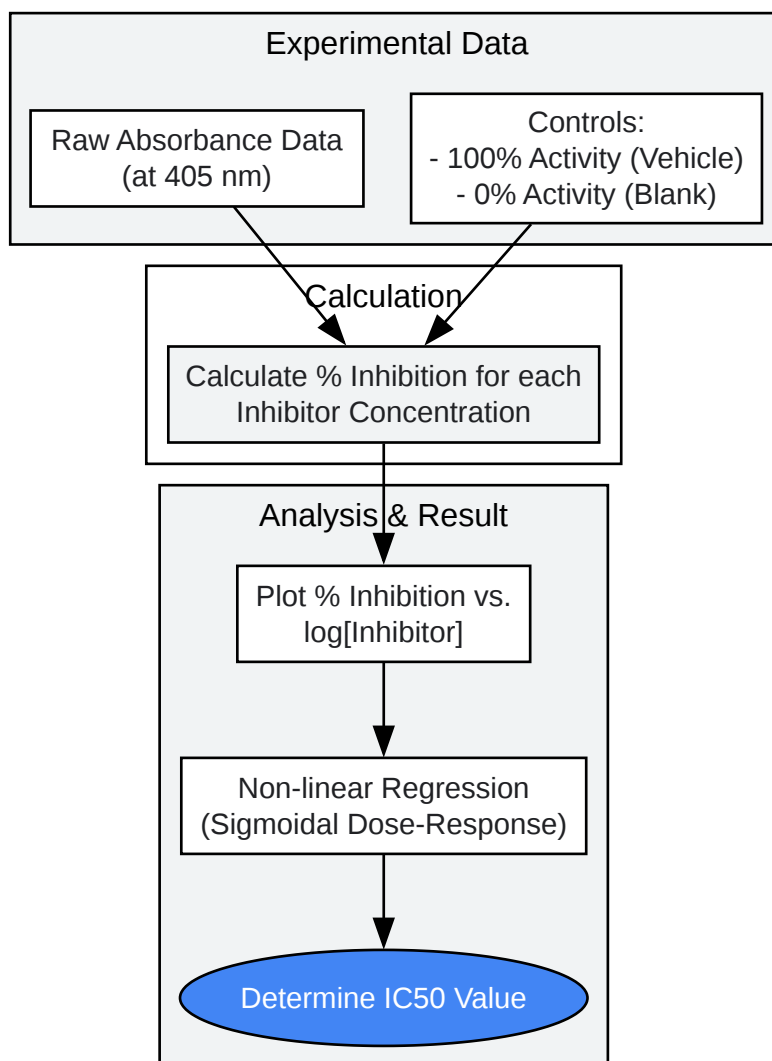 Experimental Data
Raw Absorbance Data
(at 405 nm)
Controls:
- 100% Activity (Vehicle)
- 0% Activity (Blank)
Calculation
Calculate % Inhibition for each
Inhibitor Concentration
Analysis & Result
Plot % Inhibition vs.
log[Inhibitor]
Non-linear Regression
(Sigmoidal Dose-Response)
Determine IC50 Value